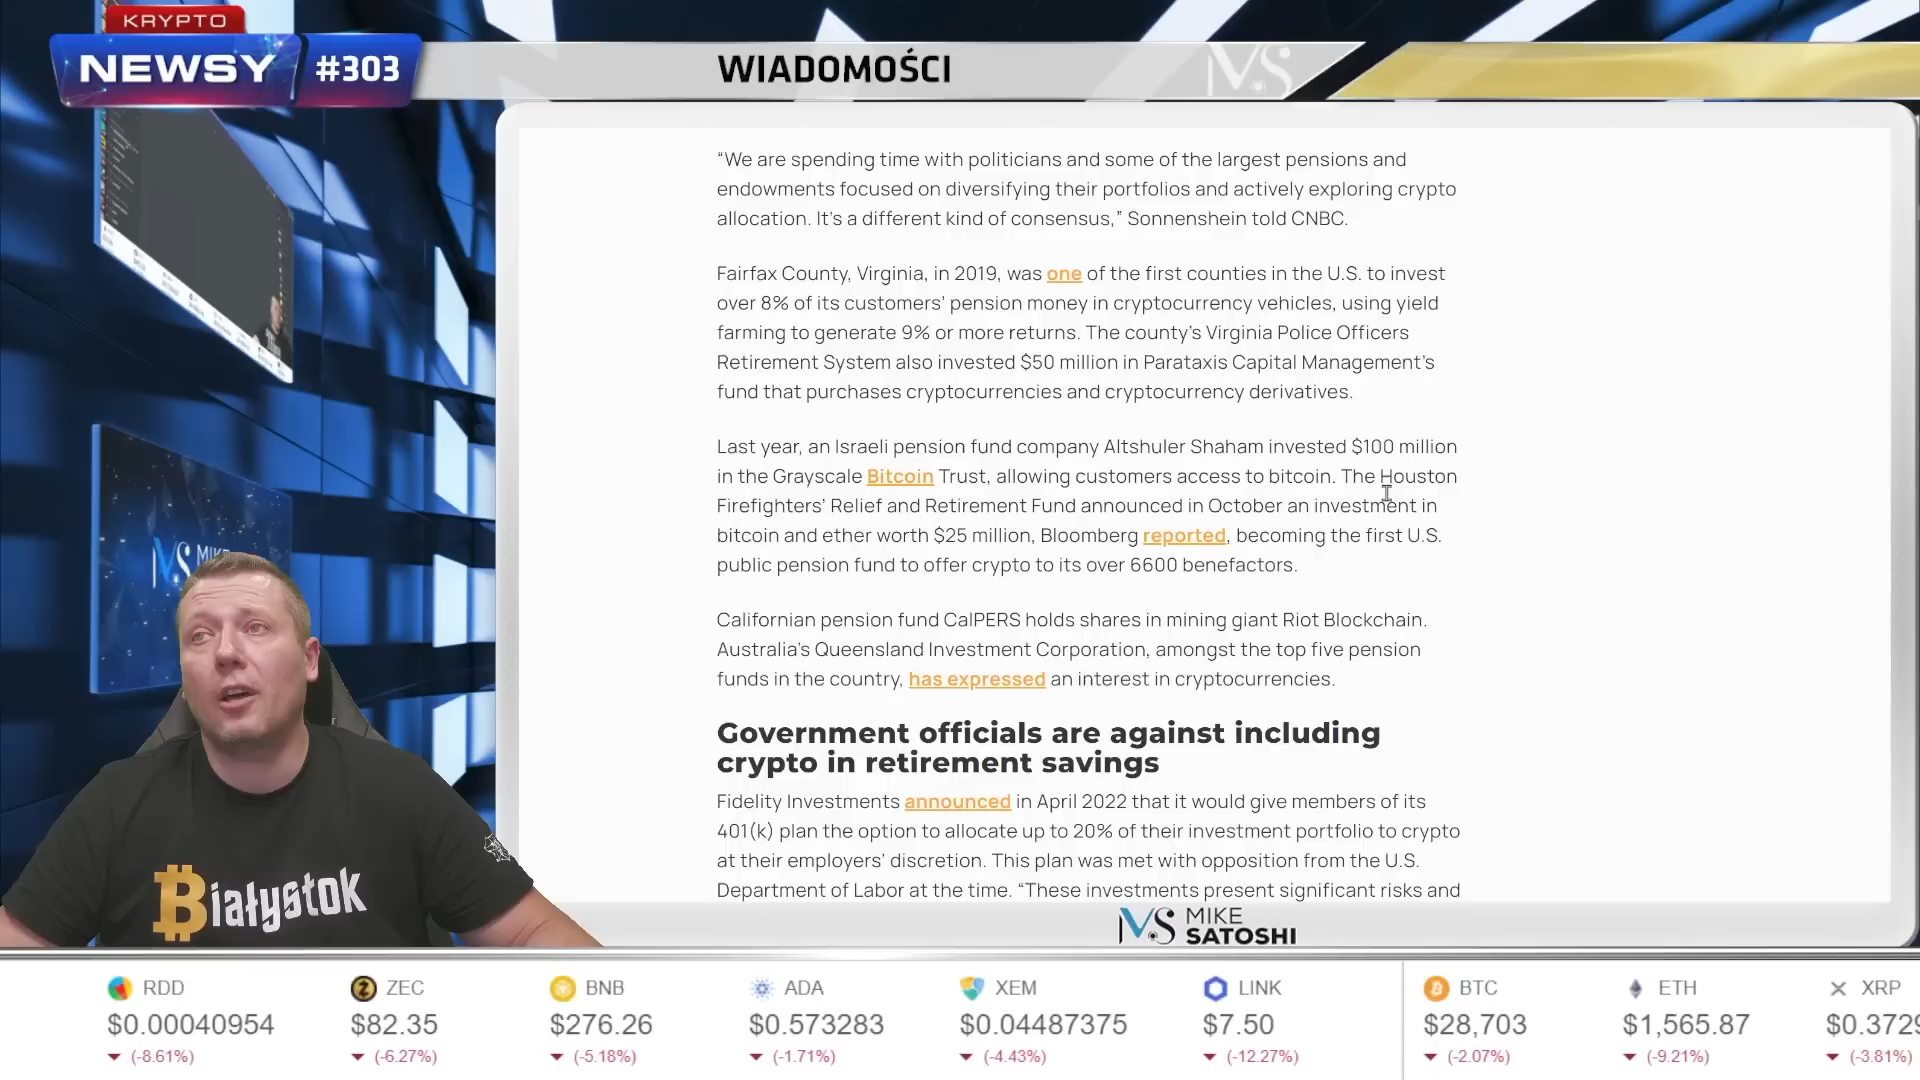 KRYPTO
NEWSY #303
WIADOMOŚCI
MS
“We are spending time with politicians and some of the largest pensions and
endowments focused on diversifying their portfolios and actively exploring crypto
allocation. It’s a different kind of consensus,” Sonnenshein told CNBC.
Fairfax County, Virginia, in 2019, was one of the first counties in the U.S. to invest
over 8% of its customers’ pension money in cryptocurrency vehicles, using yield
farming to generate 9% or more returns. The county’s Virginia Police Officers
Retirement System also invested $50 million in Parataxis Capital Management’s
fund that purchases cryptocurrencies and cryptocurrency derivatives.
Last year, an Israeli pension fund company Altshuler Shaham invested $100 million
in the Grayscale Bitcoin Trust, allowing customers access to bitcoin. The Houston
Firefighters’ Relief and Retirement Fund announced in October an investment in
bitcoin and ether worth $25 million, Bloomberg reported, becoming the first U.S.
public pension fund to offer crypto to its over 6600 benefactors.
Californian pension fund CalPERS holds shares in mining giant Riot Blockchain.
Australia’s Queensland Investment Corporation, amongst the top five pension
funds in the country, has expressed an interest in cryptocurrencies.
Government officials are against including
crypto in retirement savings
Fidelity Investments announced in April 2022 that it would give members of its
401(k) plan the option to allocate up to 20% of their investment portfolio to crypto
at their employers’ discretion. This plan was met with opposition from the U.S.
Department of Labor at the time. “These investments present significant risks and
MS MIKE
Białystok
MS MIKE
SATOSHI
RDD ZEC BNB ADA XEM LINK BTC ETH XRP
$0.00040954 $82.35 $276.26 $0.573283 $0.04487375 $7.50 $28,703 $1,565.87 $0.3729
(-8.61%) (-6.27%) (-5.18%) (-1.71%) (-4.43%) (-12.27%) (-2.07%) (-9.21%) (-3.81%)